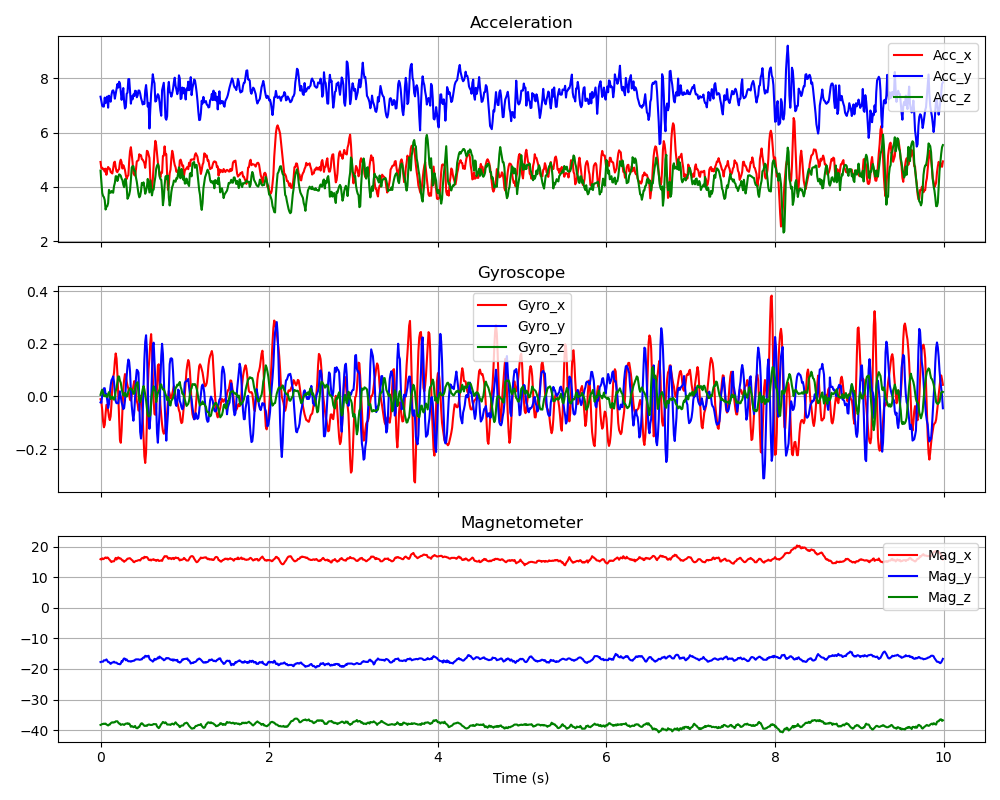 Acceleration
8
6
4
2
Acc_x
Acc_y
Acc_z
Gyroscope
0.4
0.2
0.0
−0.2
Gyro_x
Gyro_y
Gyro_z
Magnetometer
20
10
0
−10
−20
−30
−40
Mag_x
Mag_y
Mag_z
0 2 4 6 8 10
Time (s)